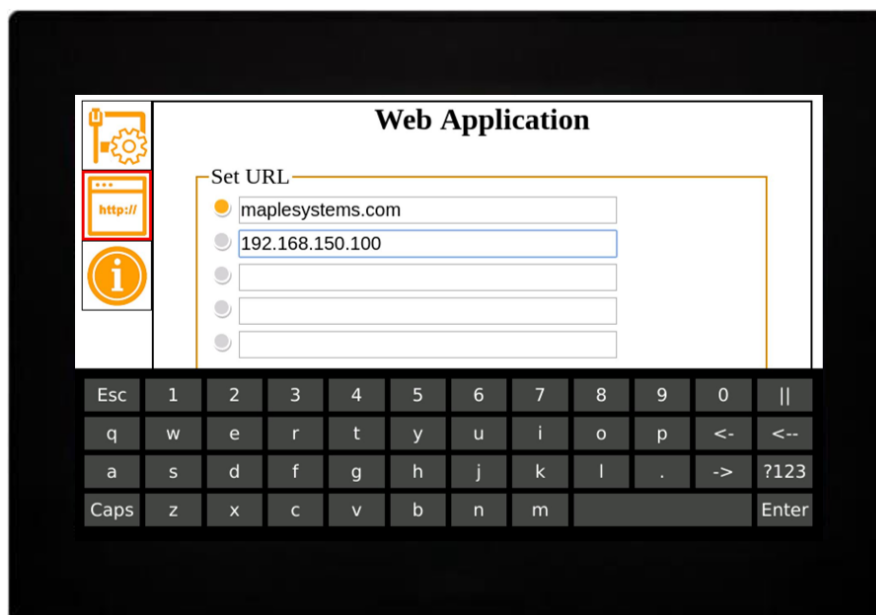 Web Application
http://
Set URL
maplesystems.com
192.168.150.100
i
Esc 1 2 3 4 5 6 7 8 9 0 ||
q w e r t y u i o p <- <--
a s d f g h j k l . -> ?123
Caps z x c v b n m Enter